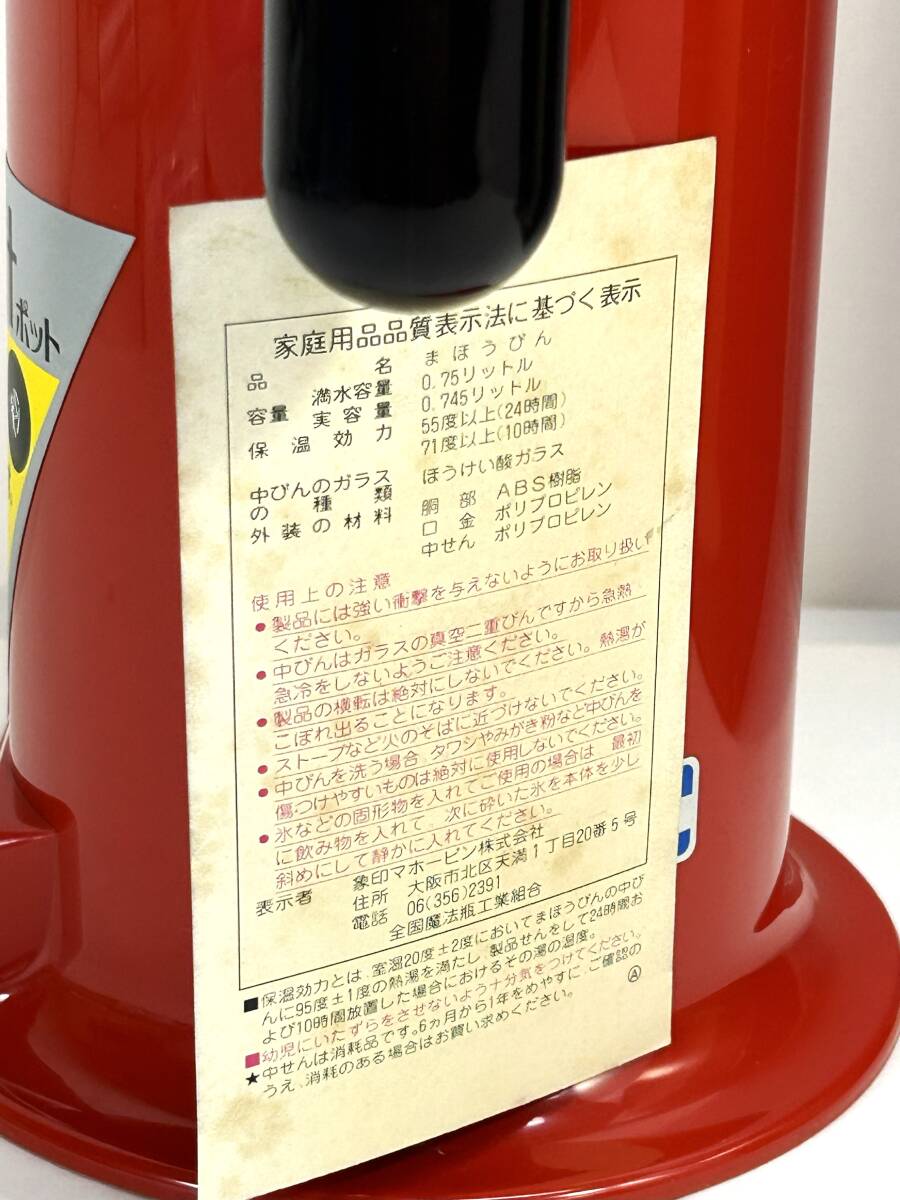 ポット
家庭用品品質表示法に基づく表示
品名 まほうびん
容量 満水容量 0.75リットル
実容量 0.745リットル
保温効力 55度以上(24時間)
71度以上(10時間)
中びんのガラスの種類 ほうけい酸ガラス
外装の材料 胴部 ABS樹脂
口金 ポリプロピレン
中せん ポリプロピレン
使用上の注意
●製品には強い衝撃を与えないようにお取り扱い
ください。
●中びんはガラスの真空二重びんですから急熱
急冷をしないようご注意ください。
●製品の横転は絶対にしないでください。熱湯が
こぼれ出ることになります。
●ストーブなど火のそばに近づけないでください。
●中びんを洗う場合 タワシやみがき粉など中びんを
傷つけやすいものは絶対に使用しないでください。
●氷などの固形物を入れてご使用の場合は 最初
に飲み物を入れて 次に砕いた氷を本体を少し
斜めにして静かに入れてください。
表示者 象印マホービン株式会社
住所 大阪市北区天満1丁目20番5号
電話 06(356)2391
全国魔法瓶工業組合
■保温効力とは、室温20度±2度においてまほうびんの中び
んに95度±1度の熱湯を満たし、製品せんをして24時間お
よび10時間放置した場合におけるその湯の温度。
■幼児にいたずらをさせないよう十分気をつけてください。
★中せんは消耗品です。6ヵ月から1年をめやすに、ご確認の
うえ、消耗のある場合はお買い求めください。 Ⓐ